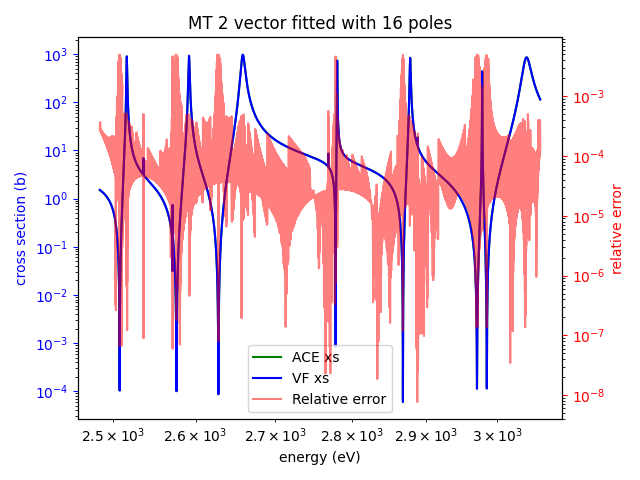 MT 2 vector fitted with 16 poles
cross section (b)
10³
10²
10¹
10⁰
10⁻¹
10⁻²
10⁻³
10⁻⁴
10⁻³
10⁻⁴
10⁻⁵
10⁻⁶
10⁻⁷
10⁻⁸
relative error
ACE xs
VF xs
Relative error
2.5 × 10³ 2.6 × 10³ 2.7 × 10³ 2.8 × 10³ 2.9 × 10³ 3 × 10³
energy (eV)